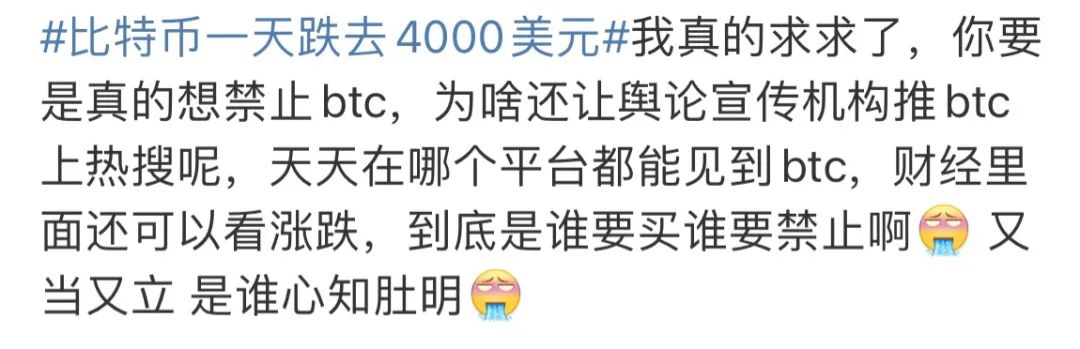 #比特币一天跌去4000美元#我真的求求了，你要
是真的想禁止btc，为啥还让舆论宣传机构推btc
上热搜呢，天天在哪个平台都能见到btc，财经里
面还可以看涨跌，到底是谁要买谁要禁止啊 又
当又立 是谁心知肚明